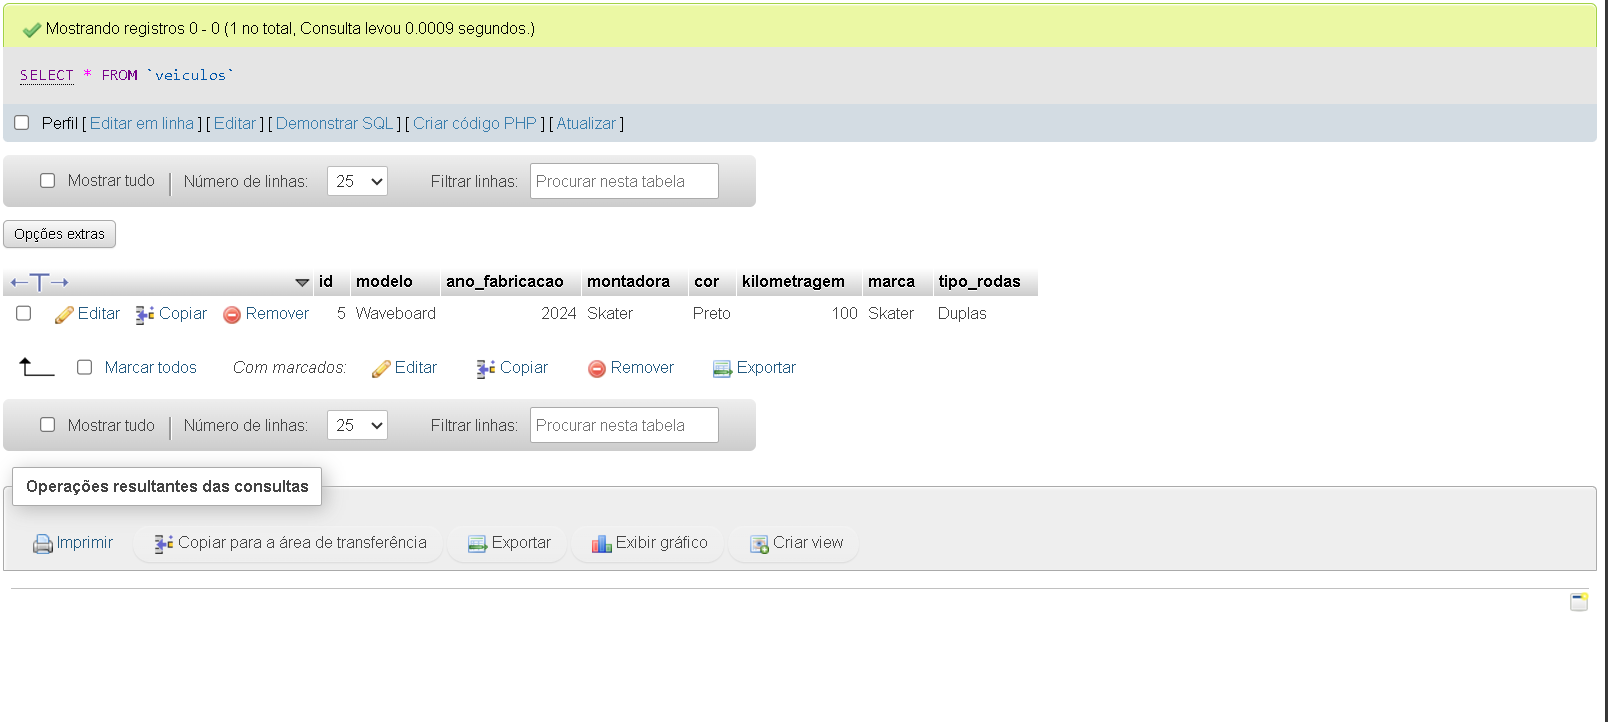 Mostrando registros 0 - 0 (1 no total, Consulta levou 0.0009 segundos.)
SELECT * FROM `veiculos`
Perfil [ Editar em linha ] [ Editar ] [ Demonstrar SQL ] [ Criar código PHP ] [ Atualizar ]
Mostrar tudo | Número de linhas: 25 Filtrar linhas: Procurar nesta tabela
Opções extras
←T→ id modelo ano_fabricacao montadora cor kilometragem marca tipo_rodas
Editar Copiar Remover 5 Waveboard 2024 Skater Preto 100 Skater Duplas
Marcar todos Com marcados: Editar Copiar Remover Exportar
Mostrar tudo | Número de linhas: 25 Filtrar linhas: Procurar nesta tabela
Operações resultantes das consultas
Imprimir Copiar para a área de transferência Exportar Exibir gráfico Criar view